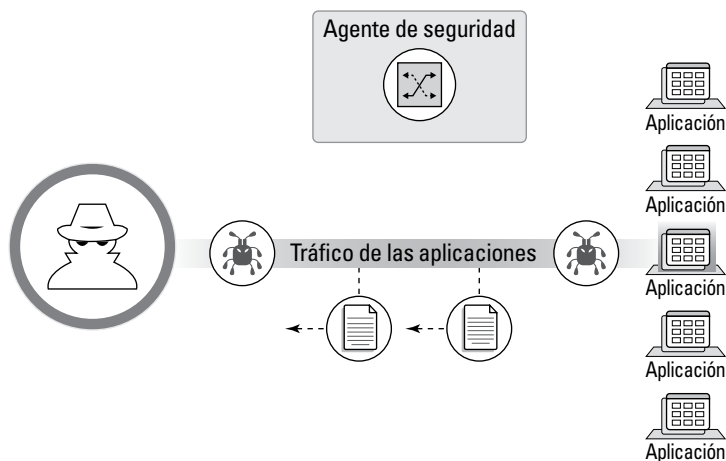 Agente de seguridad
Aplicación
Aplicación
Tráfico de las aplicaciones
Aplicación
Aplicación
Aplicación